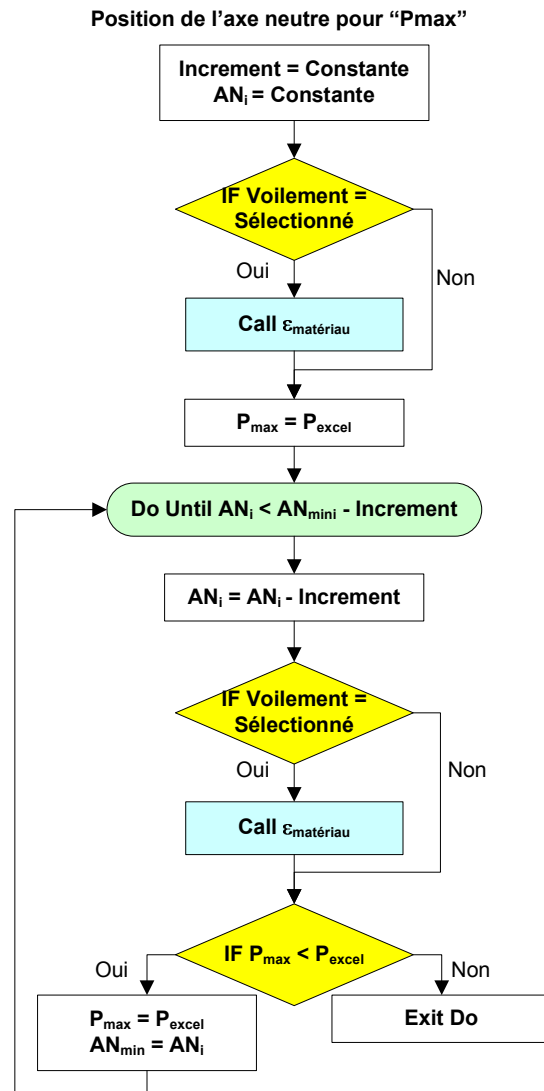 Position de l'axe neutre pour “Pmax”
Increment = Constante
ANi = Constante
IF Voilement =
Sélectionné
Oui
Non
Call εmatériau
Pmax = Pexcel
Do Until ANi < ANmini - Increment
ANi = ANi - Increment
IF Voilement =
Sélectionné
Oui
Non
Call εmatériau
IF Pmax < Pexcel
Oui
Non
Pmax = Pexcel
ANmin = ANi
Exit Do